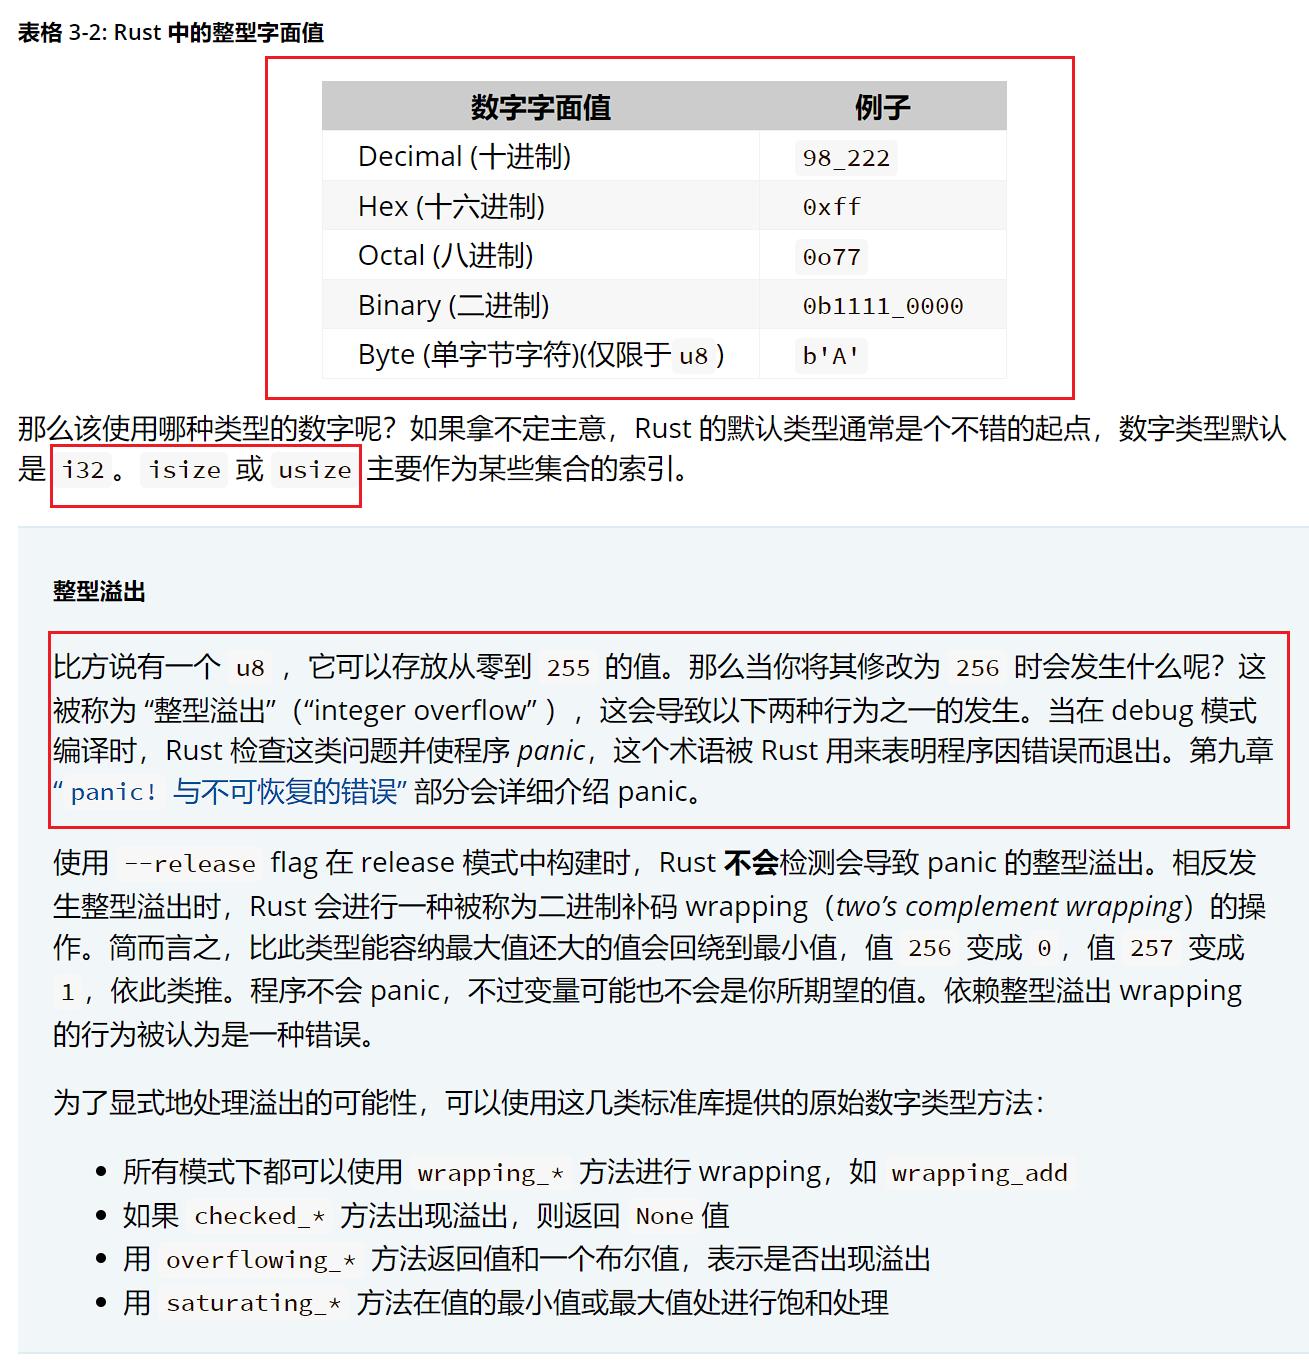 表格 3-2: Rust 中的整型字面值
数字字面值 例子
Decimal (十进制) 98_222
Hex (十六进制) 0xff
Octal (八进制) 0o77
Binary (二进制) 0b1111_0000
Byte (单字节字符)(仅限于 u8 ) b'A'
那么该使用哪种类型的数字呢？如果拿不定主意，Rust 的默认类型通常是个不错的起点，数字类型默认
是 i32 。 isize 或 usize 主要作为某些集合的索引。
整型溢出
比方说有一个 u8 ，它可以存放从零到 255 的值。那么当你将其修改为 256 时会发生什么呢？这
被称为 “整型溢出”（“integer overflow” ），这会导致以下两种行为之一的发生。当在 debug 模式
编译时，Rust 检查这类问题并使程序 panic，这个术语被 Rust 用来表明程序因错误而退出。第九章
“ panic! 与不可恢复的错误” 部分会详细介绍 panic。
使用 --release flag 在 release 模式中构建时，Rust 不会检测会导致 panic 的整型溢出。相反发
生整型溢出时，Rust 会进行一种被称为二进制补码 wrapping（two’s complement wrapping）的操
作。简而言之，比此类型能容纳最大值还大的值会回绕到最小值，值 256 变成 0 ，值 257 变成
1 ，依此类推。程序不会 panic，不过变量可能也不会是你所期望的值。依赖整型溢出 wrapping
的行为被认为是一种错误。
为了显式地处理溢出的可能性，可以使用这几类标准库提供的原始数字类型方法：
• 所有模式下都可以使用 wrapping_* 方法进行 wrapping，如 wrapping_add
• 如果 checked_* 方法出现溢出，则返回 None 值
• 用 overflowing_* 方法返回值和一个布尔值，表示是否出现溢出
• 用 saturating_* 方法在值的最小值或最大值处进行饱和处理